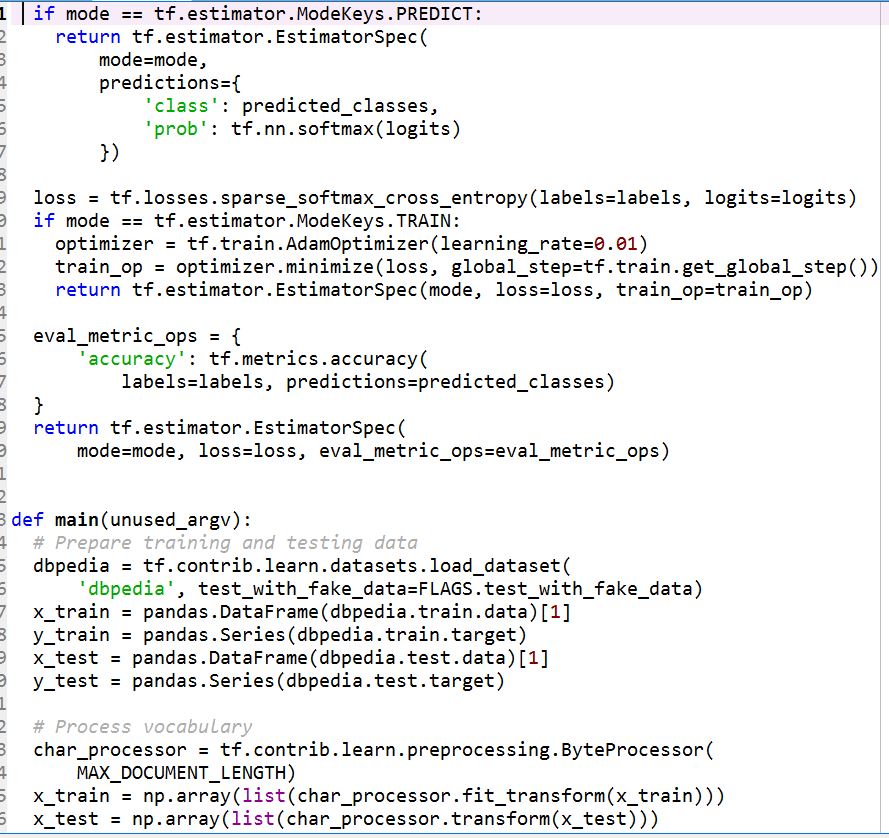 1 if mode == tf.estimator.ModeKeys.PREDICT:
2 return tf.estimator.EstimatorSpec(
3 mode=mode,
4 predictions={
5 'class': predicted_classes,
6 'prob': tf.nn.softmax(logits)
7 })
8
9 loss = tf.losses.sparse_softmax_cross_entropy(labels=labels, logits=logits)
0 if mode == tf.estimator.ModeKeys.TRAIN:
1 optimizer = tf.train.AdamOptimizer(learning_rate=0.01)
2 train_op = optimizer.minimize(loss, global_step=tf.train.get_global_step())
3 return tf.estimator.EstimatorSpec(mode, loss=loss, train_op=train_op)
4
5 eval_metric_ops = {
6 'accuracy': tf.metrics.accuracy(
7 labels=labels, predictions=predicted_classes)
8 }
9 return tf.estimator.EstimatorSpec(
0 mode=mode, loss=loss, eval_metric_ops=eval_metric_ops)
1
2
3 def main(unused_argv):
4 # Prepare training and testing data
5 dbpedia = tf.contrib.learn.datasets.load_dataset(
6 'dbpedia', test_with_fake_data=FLAGS.test_with_fake_data)
7 x_train = pandas.DataFrame(dbpedia.train.data)[1]
8 y_train = pandas.Series(dbpedia.train.target)
9 x_test = pandas.DataFrame(dbpedia.test.data)[1]
0 y_test = pandas.Series(dbpedia.test.target)
1
2 # Process vocabulary
3 char_processor = tf.contrib.learn.preprocessing.ByteProcessor(
4 MAX_DOCUMENT_LENGTH)
5 x_train = np.array(list(char_processor.fit_transform(x_train)))
6 x_test = np.array(list(char_processor.transform(x_test)))